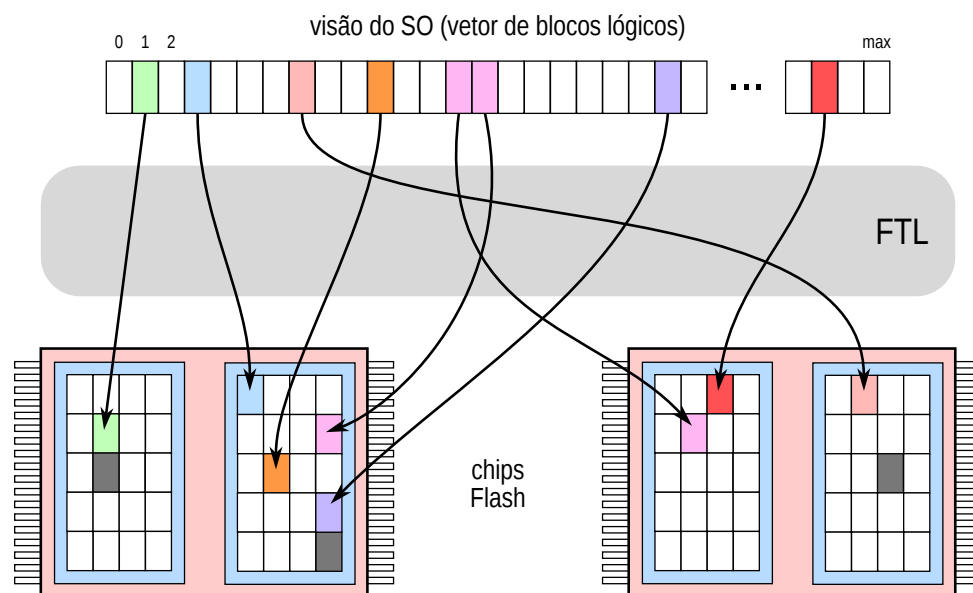 visão do SO (vetor de blocos lógicos)
0 1 2 max
...
FTL
chips
Flash